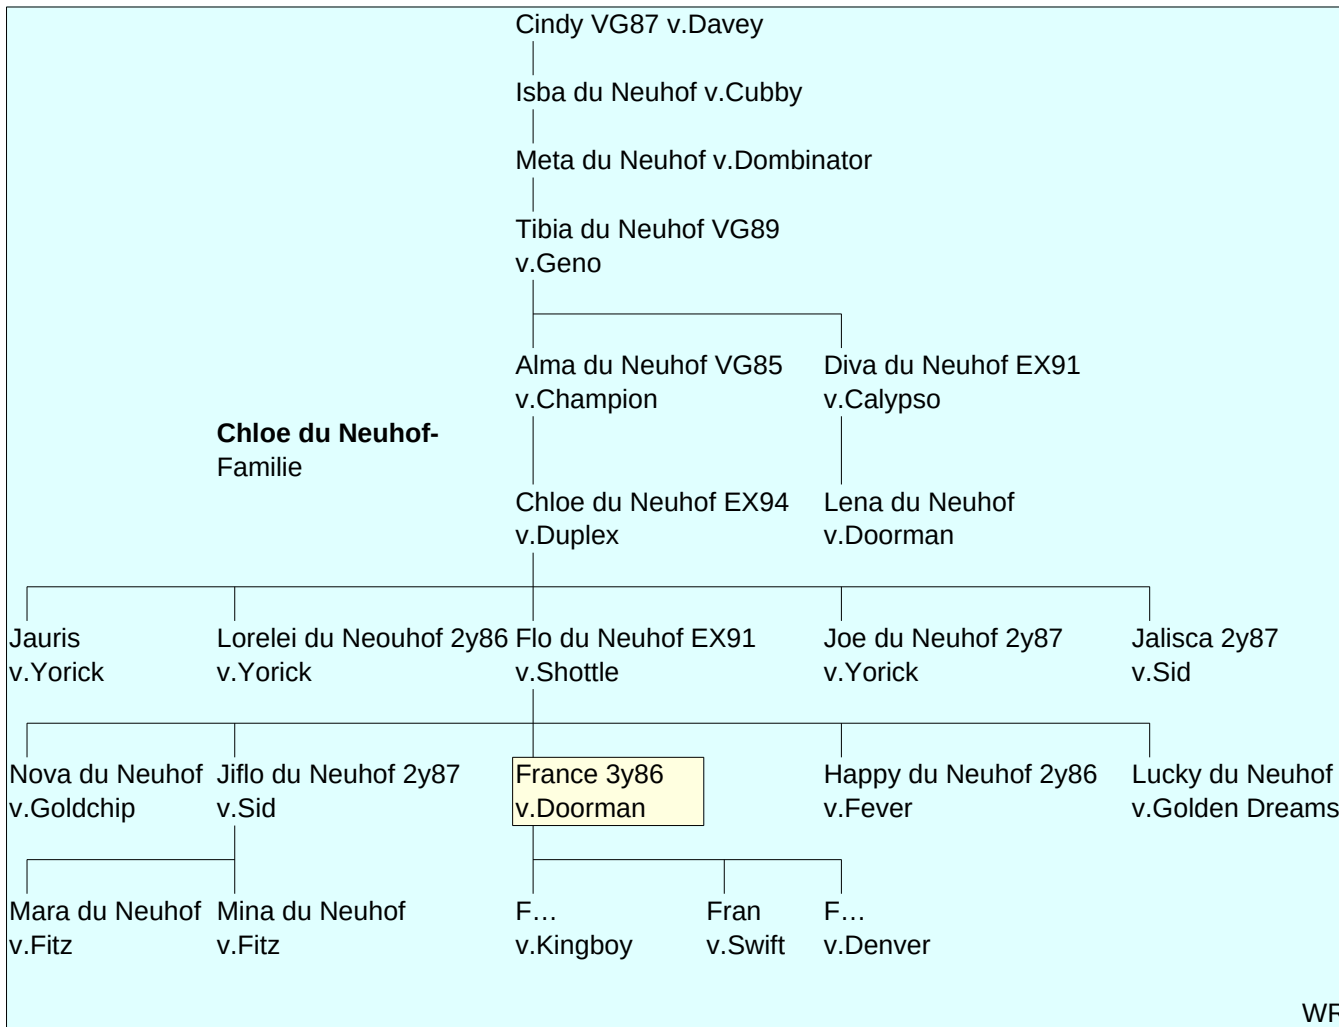 Cindy VG87 v.Davey
Isba du Neuhof v.Cubby
Meta du Neuhof v.Dombinator
Tibia du Neuhof VG89
v.Geno
Alma du Neuhof VG85
v.Champion
Diva du Neuhof EX91
v.Calypso
Chloe du Neuhof-
Familie
Chloe du Neuhof EX94
v.Duplex
Lena du Neuhof
v.Doorman
Jauris
v.Yorick
Lorelei du Neouhof 2y86
v.Yorick
Flo du Neuhof EX91
v.Shottle
Joe du Neuhof 2y87
v.Yorick
Jalisca 2y87
v.Sid
Nova du Neuhof
v.Goldchip
Jiflo du Neuhof 2y87
v.Sid
France 3y86
v.Doorman
Happy du Neuhof 2y86
v.Fever
Lucky du Neuhof
v.Golden Dreams
Mara du Neuhof
v.Fitz
Mina du Neuhof
v.Fitz
F…
v.Kingboy
Fran
v.Swift
F…
v.Denver
WR